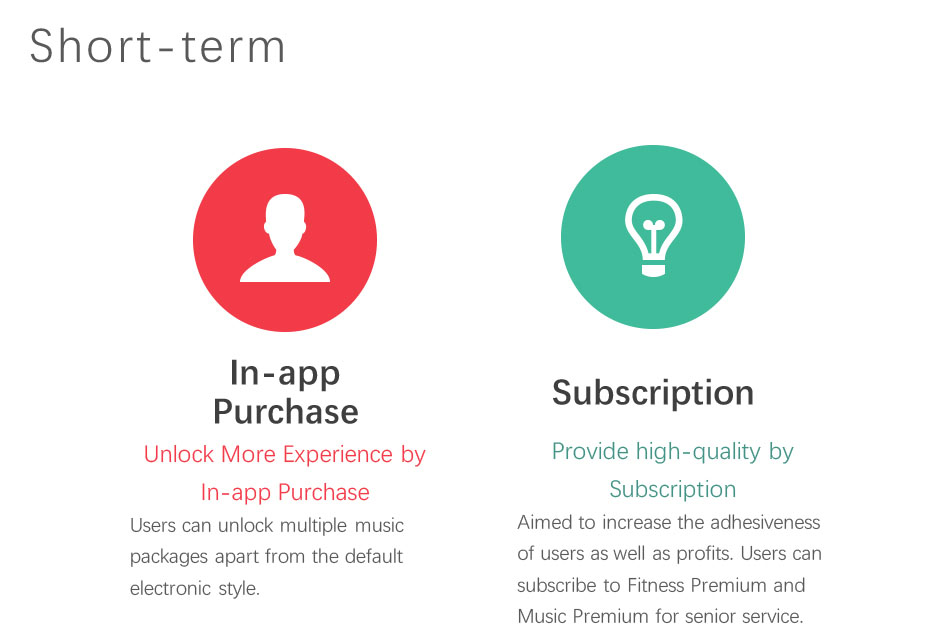 Short-term
In-app
Purchase
Unlock More Experience by
In-app Purchase
Users can unlock multiple music
packages apart from the default
electronic style.
Subscription
Provide high-quality by
Subscription
Aimed to increase the adhesiveness
of users as well as profits. Users can
subscribe to Fitness Premium and
Music Premium for senior service.